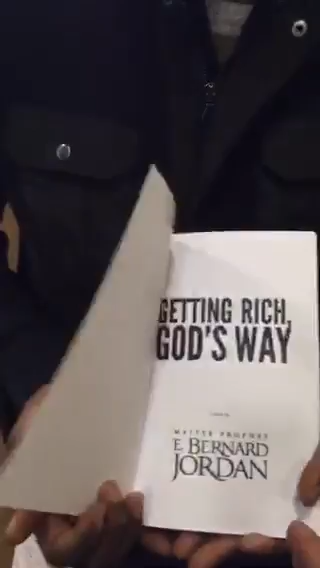 GETTING RICH,
GOD'S WAY
MASTER PROPHET
E. BERNARD
JORDAN